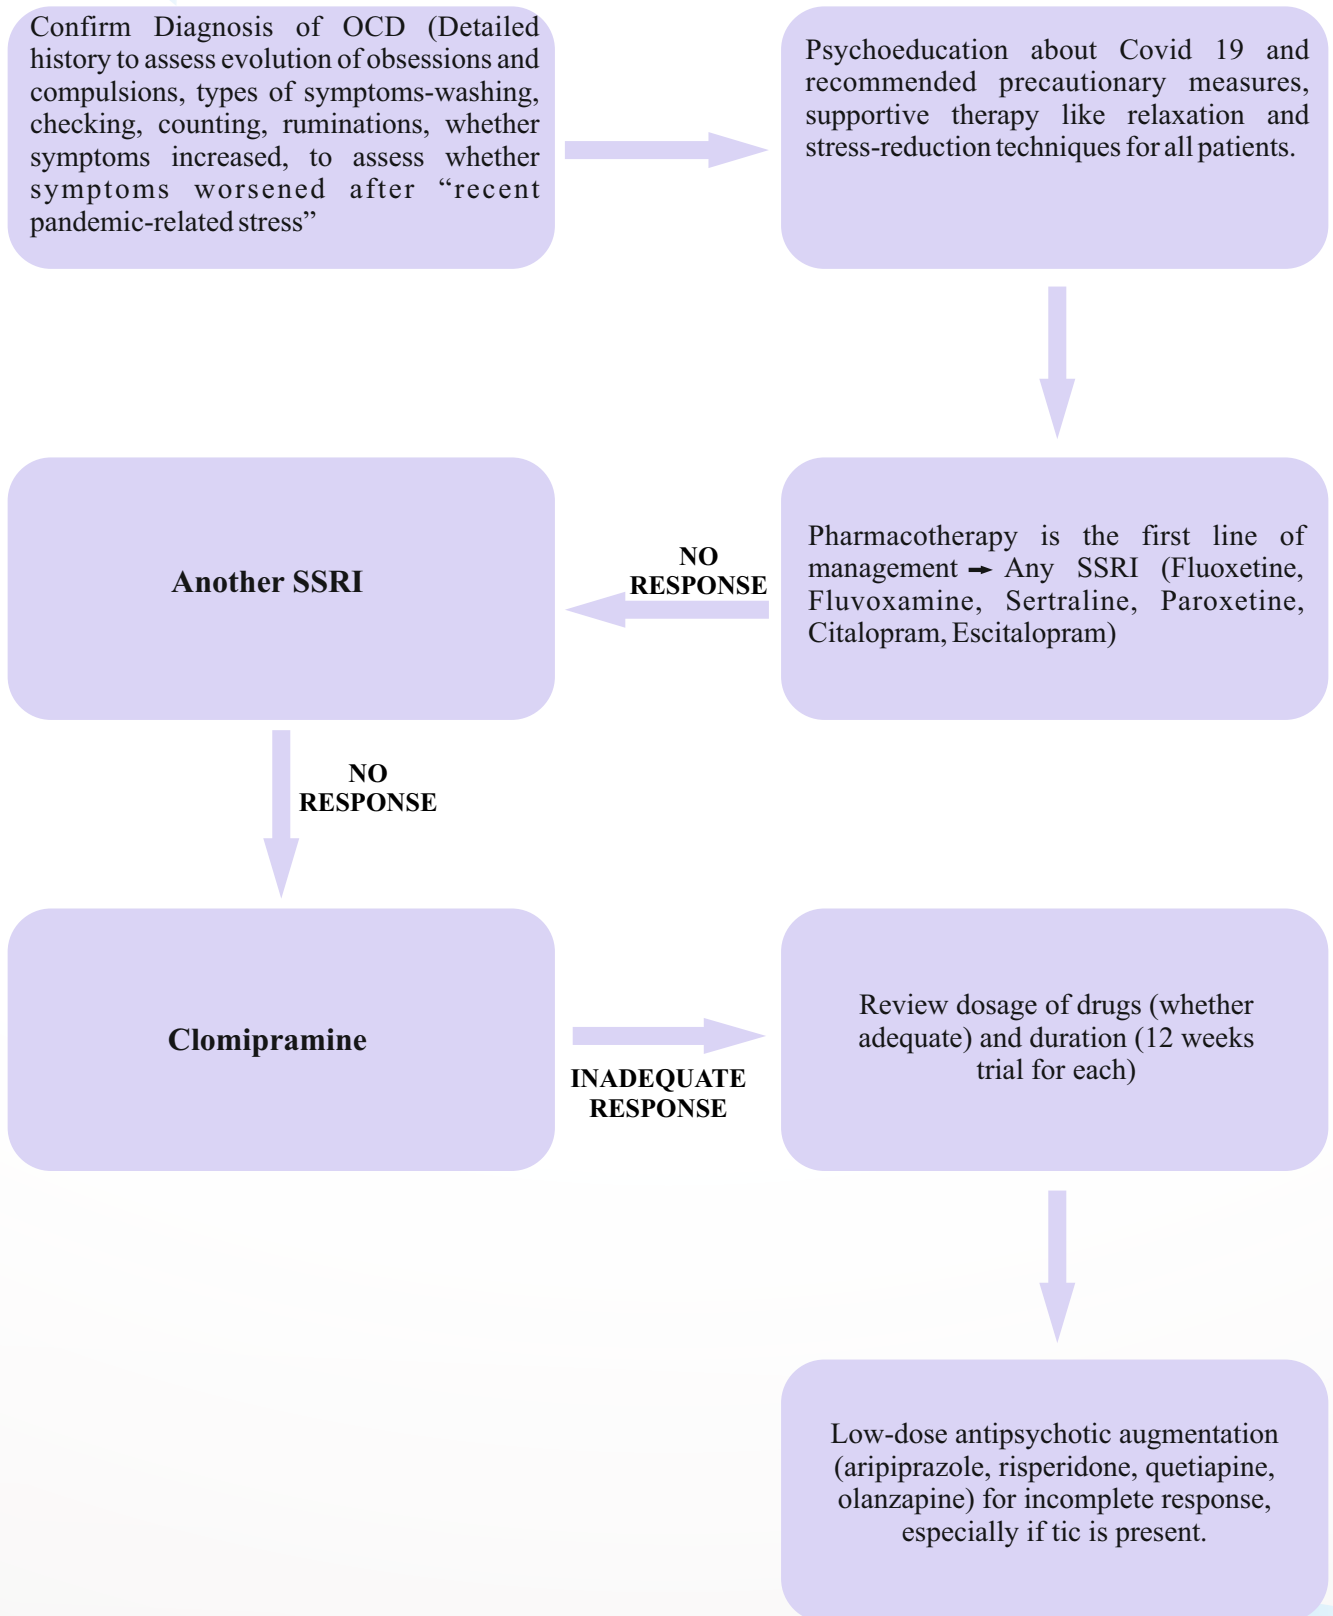 Confirm Diagnosis of OCD (Detailed
history to assess evolution of obsessions and
compulsions, types of symptoms-washing,
checking, counting, ruminations, whether
symptoms increased, to assess whether
symptoms worsened after “recent
pandemic-related stress”
Psychoeducation about Covid 19 and
recommended precautionary measures,
supportive therapy like relaxation and
stress-reduction techniques for all patients.
Pharmacotherapy is the first line of
management → Any SSRI (Fluoxetine,
Fluvoxamine, Sertraline, Paroxetine,
Citalopram, Escitalopram)
NO
RESPONSE
Another SSRI
NO
RESPONSE
Clomipramine
INADEQUATE
RESPONSE
Review dosage of drugs (whether
adequate) and duration (12 weeks
trial for each)
Low-dose antipsychotic augmentation
(aripiprazole, risperidone, quetiapine,
olanzapine) for incomplete response,
especially if tic is present.